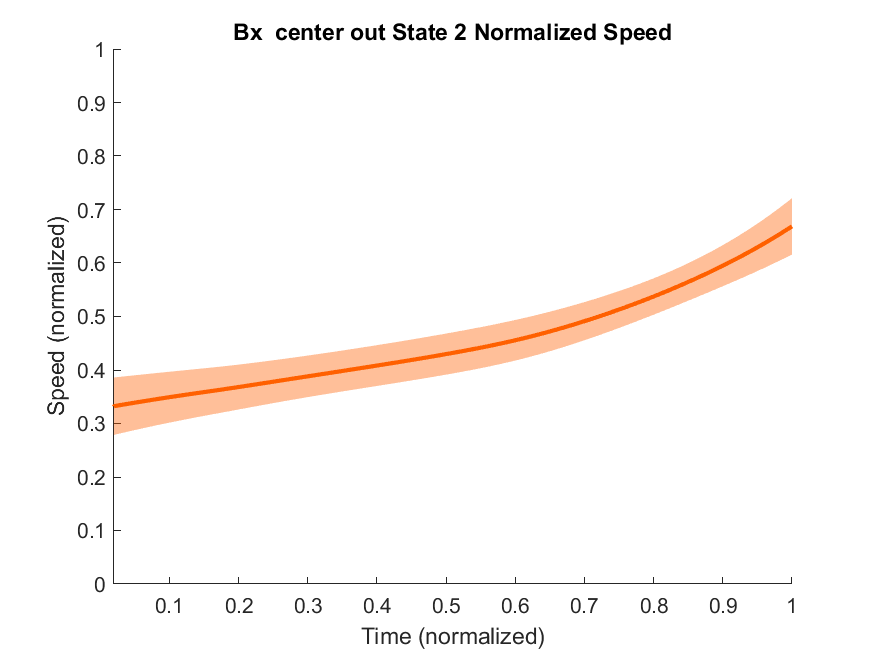 Bx  center out State 2 Normalized Speed
1
0.9
0.8
0.7
0.6
0.5
0.4
0.3
0.2
0.1
0
Speed (normalized)
0.1 0.2 0.3 0.4 0.5 0.6 0.7 0.8 0.9 1
Time (normalized)